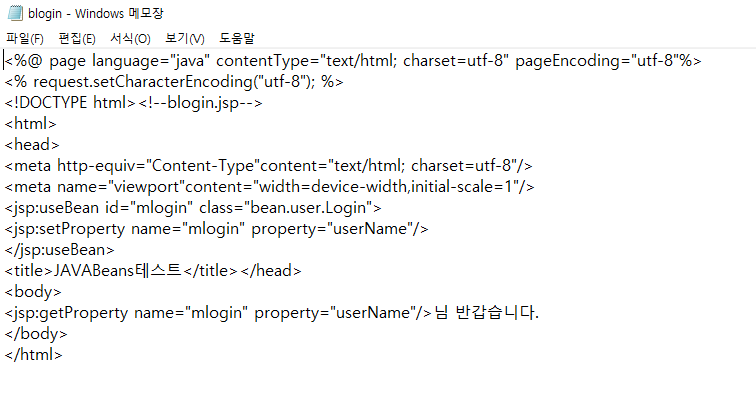 blogin - Windows 메모장
파일(F) 편집(E) 서식(O) 보기(V) 도움말
<%@ page language="java" contentType="text/html; charset=utf-8" pageEncoding="utf-8"%>
<% request.setCharacterEncoding("utf-8"); %>
<!DOCTYPE html><!--blogin.jsp-->
<html>
<head>
<meta http-equiv="Content-Type"content="text/html; charset=utf-8"/>
<meta name="viewport"content="width=device-width,initial-scale=1"/>
<jsp:useBean id="mlogin" class="bean.user.Login">
<jsp:setProperty name="mlogin" property="userName"/>
</jsp:useBean>
<title>JAVABeans테스트</title></head>
<body>
<jsp:getProperty name="mlogin" property="userName"/>님 반갑습니다.
</body>
</html>